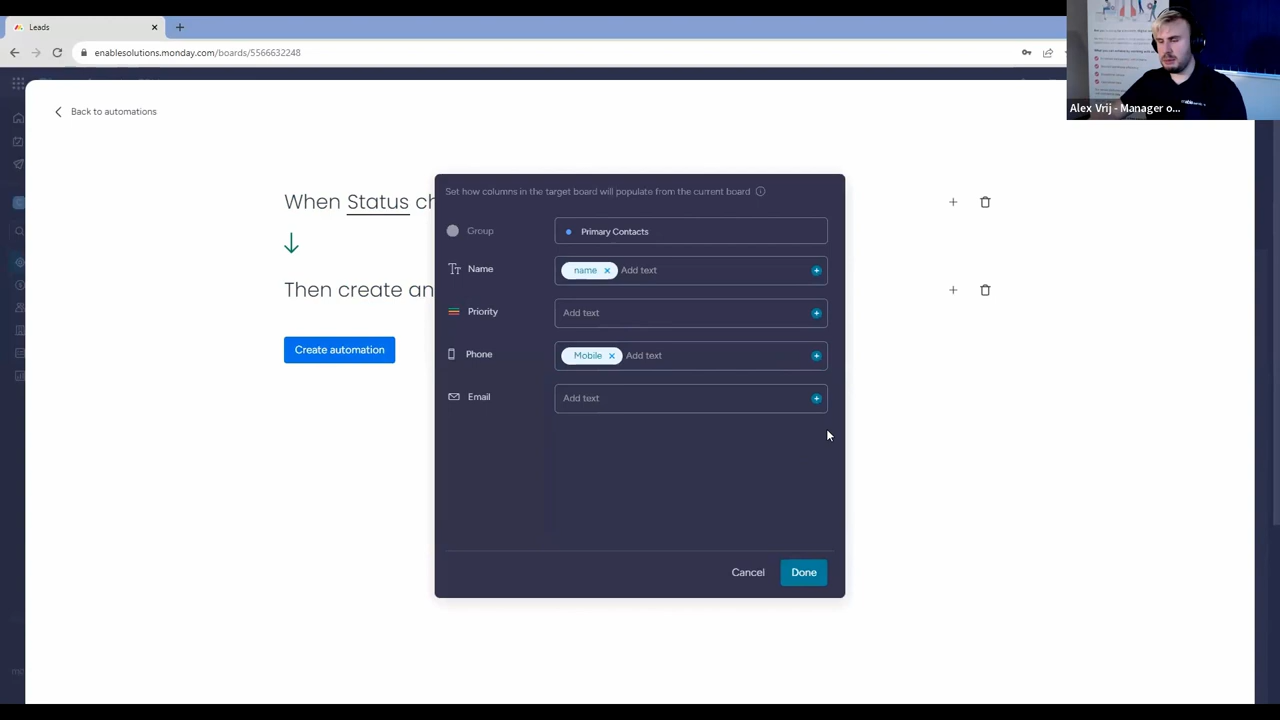 Leads
enablesolutions.monday.com/boards/5566632248
Alex Vrij - Manager o...
Back to automations
When Status ch
Then create an
Create automation
Set how columns in the target board will populate from the current board
Group
Primary Contacts
Name
name Add text
Priority
Add text
Phone
Mobile Add text
Email
Add text
Cancel
Done